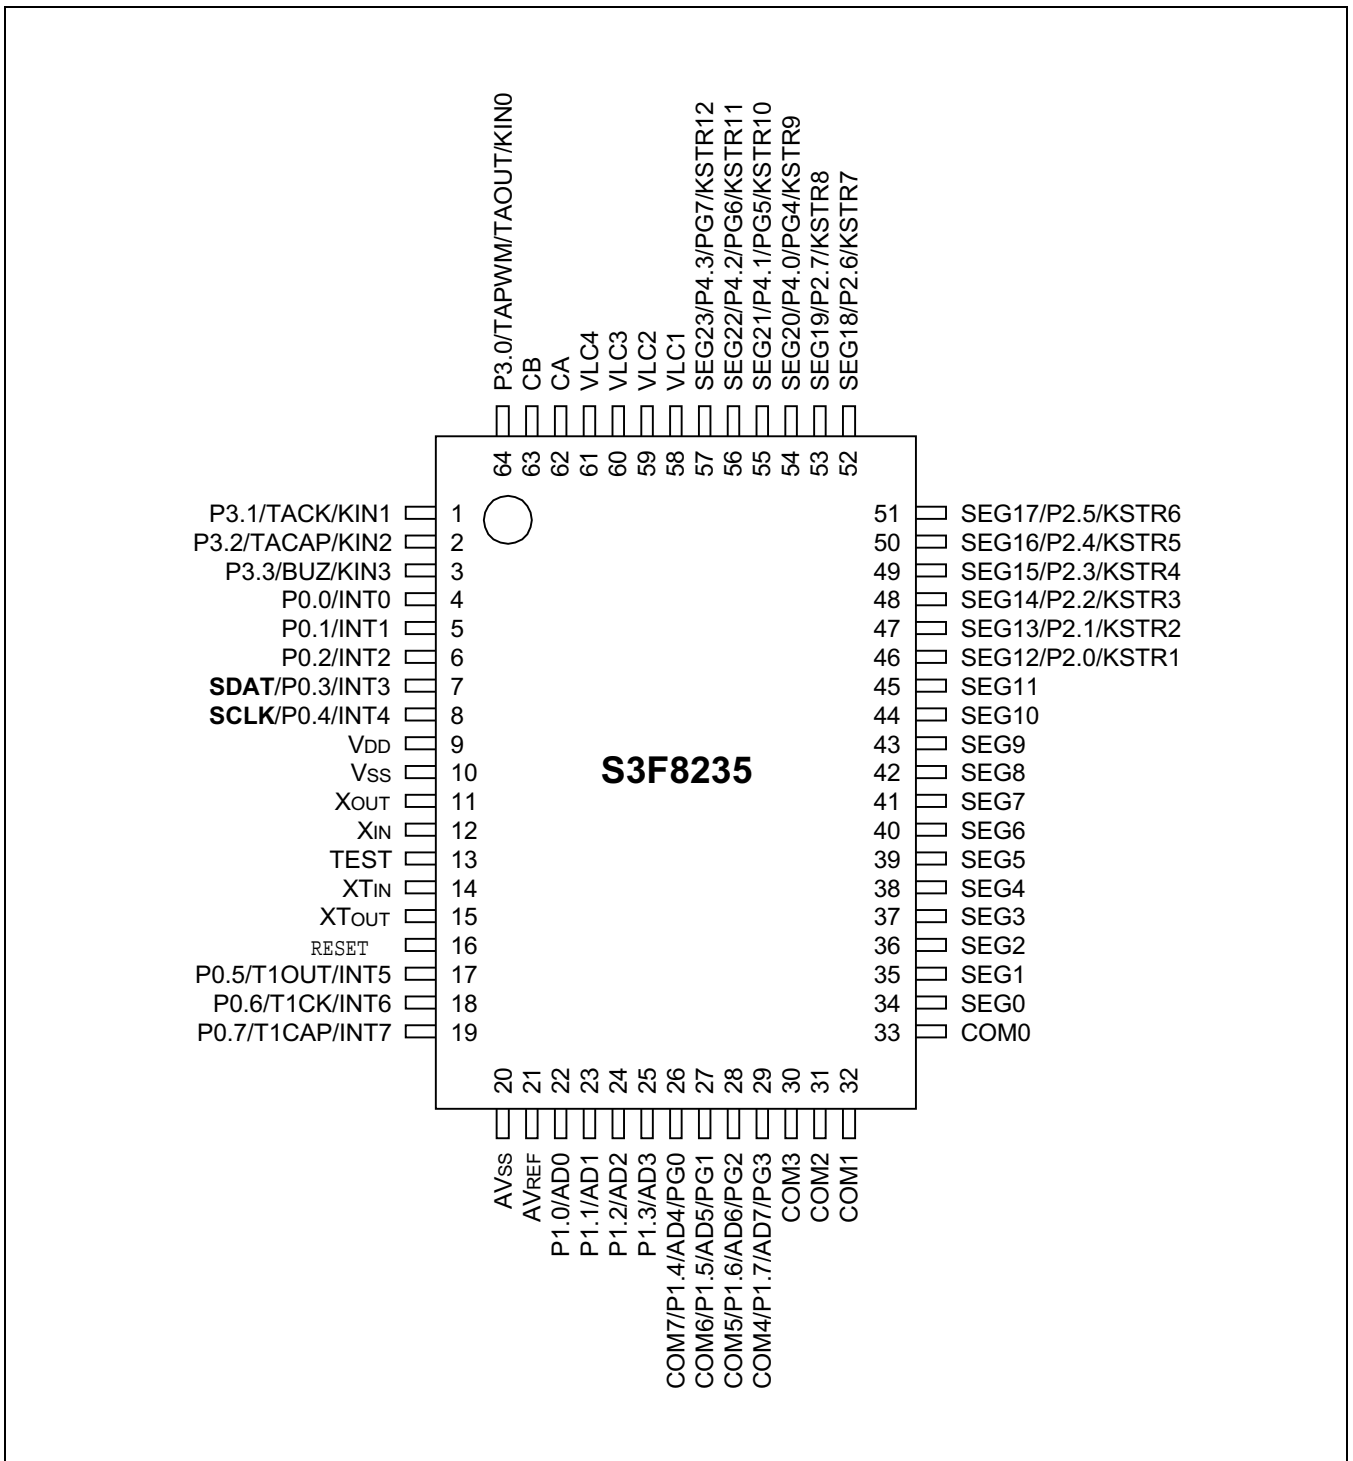 P3.0/TAPWM/TAOUT/KIN0
CB
CA
VLC4
VLC3
VLC2
VLC1
SEG23/P4.3/PG7/KSTR12
SEG22/P4.2/PG6/KSTR11
SEG21/P4.1/PG5/KSTR10
SEG20/P4.0/PG4/KSTR9
SEG19/P2.7/KSTR8
SEG18/P2.6/KSTR7
64
63
62
61
60
59
58
57
56
55
54
53
52
P3.1/TACK/KIN1 1
P3.2/TACAP/KIN2 2
P3.3/BUZ/KIN3 3
P0.0/INT0 4
P0.1/INT1 5
P0.2/INT2 6
SDAT/P0.3/INT3 7
SCLK/P0.4/INT4 8
VDD 9
VSS 10
XOUT 11
XIN 12
TEST 13
XTIN 14
XTOUT 15
RESET 16
P0.5/T1OUT/INT5 17
P0.6/T1CK/INT6 18
P0.7/T1CAP/INT7 19
S3F8235
51 SEG17/P2.5/KSTR6
50 SEG16/P2.4/KSTR5
49 SEG15/P2.3/KSTR4
48 SEG14/P2.2/KSTR3
47 SEG13/P2.1/KSTR2
46 SEG12/P2.0/KSTR1
45 SEG11
44 SEG10
43 SEG9
42 SEG8
41 SEG7
40 SEG6
39 SEG5
38 SEG4
37 SEG3
36 SEG2
35 SEG1
34 SEG0
33 COM0
20
21
22
23
24
25
26
27
28
29
30
31
32
AVSS
AVREF
P1.0/AD0
P1.1/AD1
P1.2/AD2
P1.3/AD3
COM7/P1.4/AD4/PG0
COM6/P1.5/AD5/PG1
COM5/P1.6/AD6/PG2
COM4/P1.7/AD7/PG3
COM3
COM2
COM1